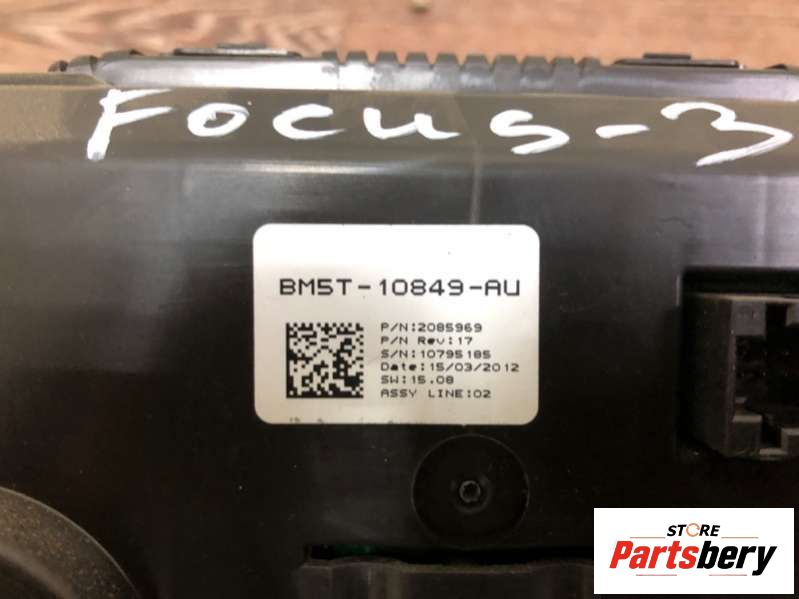 FOCUS-3
BM5T-10849-AU
P/N:2085969
P/N Rev:17
S/N:10795185
Date:15/03/2012
SW:15.08
ASSY LINE:02
STORE
Partsbery